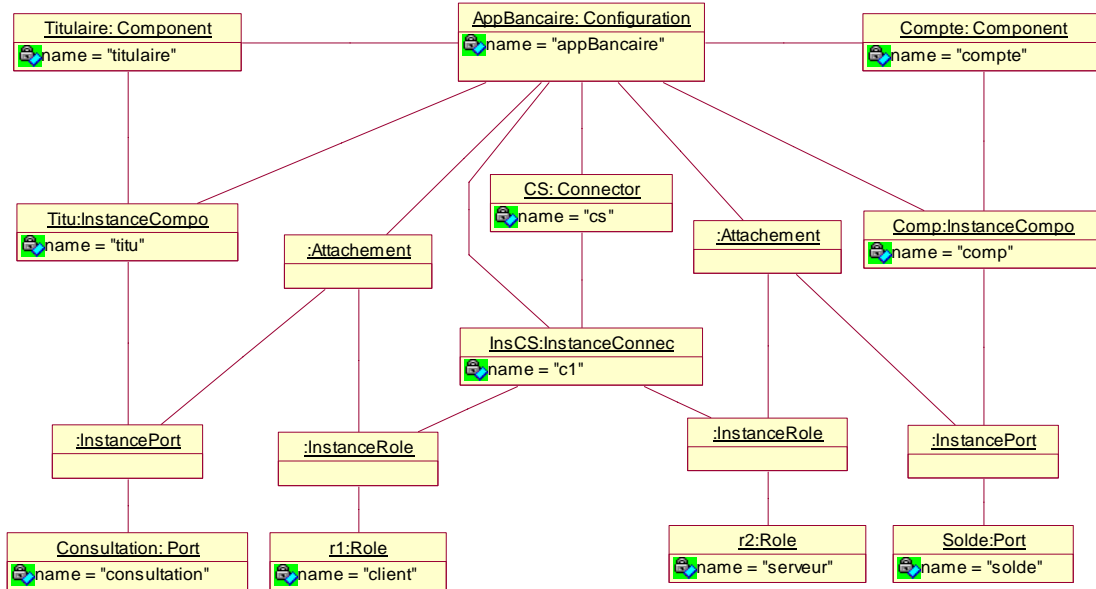 Titulaire: Component
name = "titulaire"
AppBancaire: Configuration
name = "appBancaire"
Compte: Component
name = "compte"
Titu:InstanceCompo
name = "titu"
:Attachement
CS: Connector
name = "cs"
:Attachement
Comp:InstanceCompo
name = "comp"
InsCS:InstanceConnec
name = "c1"
:InstancePort
:InstanceRole
:InstanceRole
:InstancePort
Consultation: Port
name = "consultation"
r1:Role
name = "client"
r2:Role
name = "serveur"
Solde:Port
name = "solde"